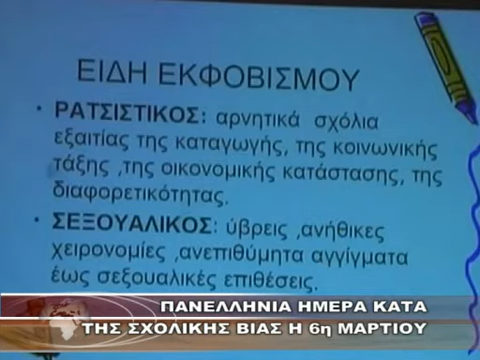 ΕΙΔΗ ΕΚΦΟΒΙΣΜΟΥ
• ΡΑΤΣΙΣΤΙΚΟΣ: αρνητικά σχόλια
εξαιτίας της καταγωγής, της κοινωνικής
τάξης ,της οικονομικής κατάστασης, της
διαφορετικότητας.
• ΣΕΞΟΥΑΛΙΚΟΣ: ύβρεις ,ανήθικες
χειρονομίες ,ανεπιθύμητα αγγίγματα
έως σεξουαλικές επιθέσεις.
ΠΑΝΕΛΛΗΝΙΑ ΗΜΕΡΑ ΚΑΤΑ
ΤΗΣ ΣΧΟΛΙΚΗΣ ΒΙΑΣ Η 6η ΜΑΡΤΙΟΥ